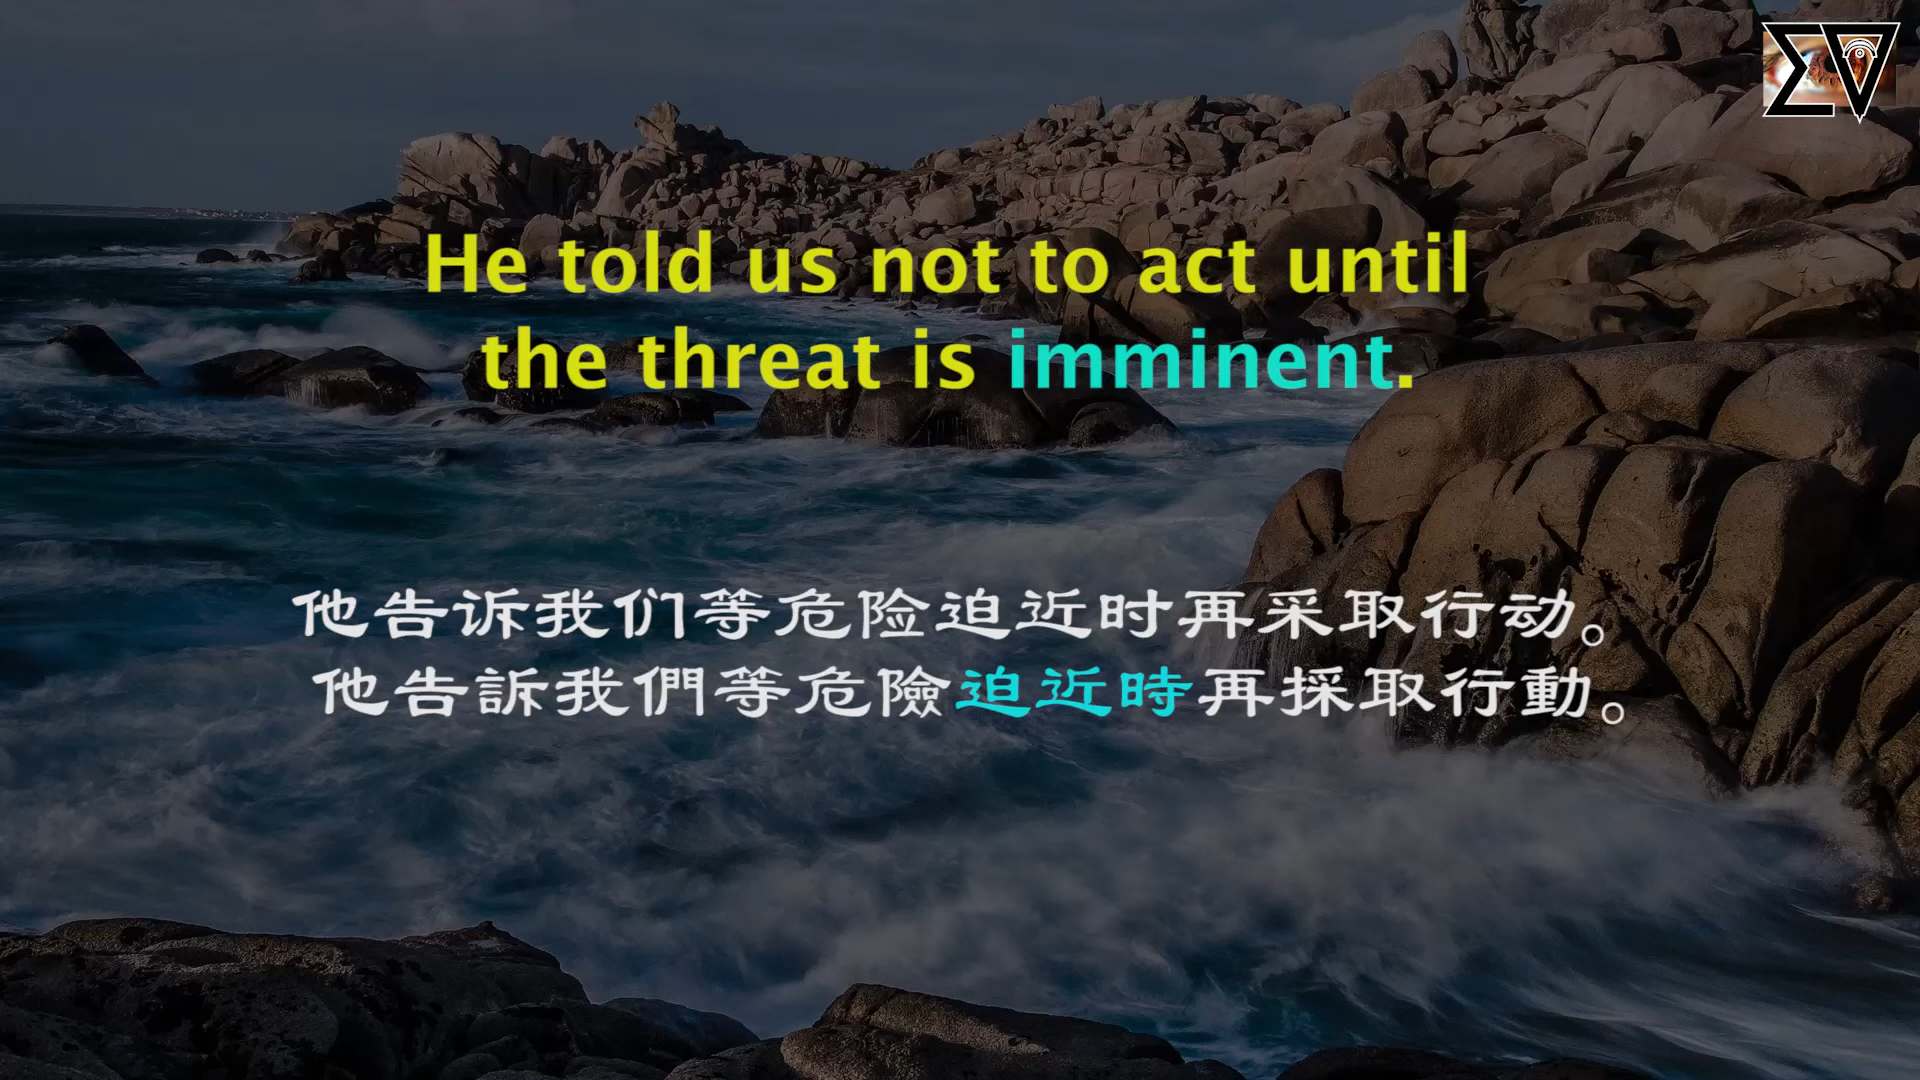 He told us not to act until
the threat is imminent.
他告诉我们等危险迫近时再采取行动。
他告訴我們等危險迫近時再採取行動。